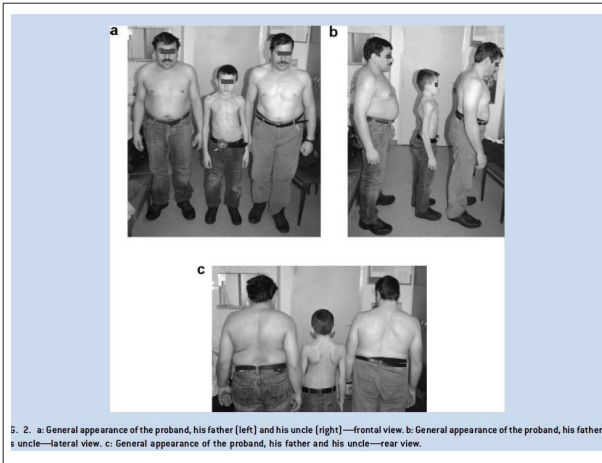 a
b
c
G. 2. a: General appearance of the proband, his father (left) and his uncle (right)—frontal view. b: General appearance of the proband, his father
s uncle—lateral view. c: General appearance of the proband, his father and his uncle—rear view.